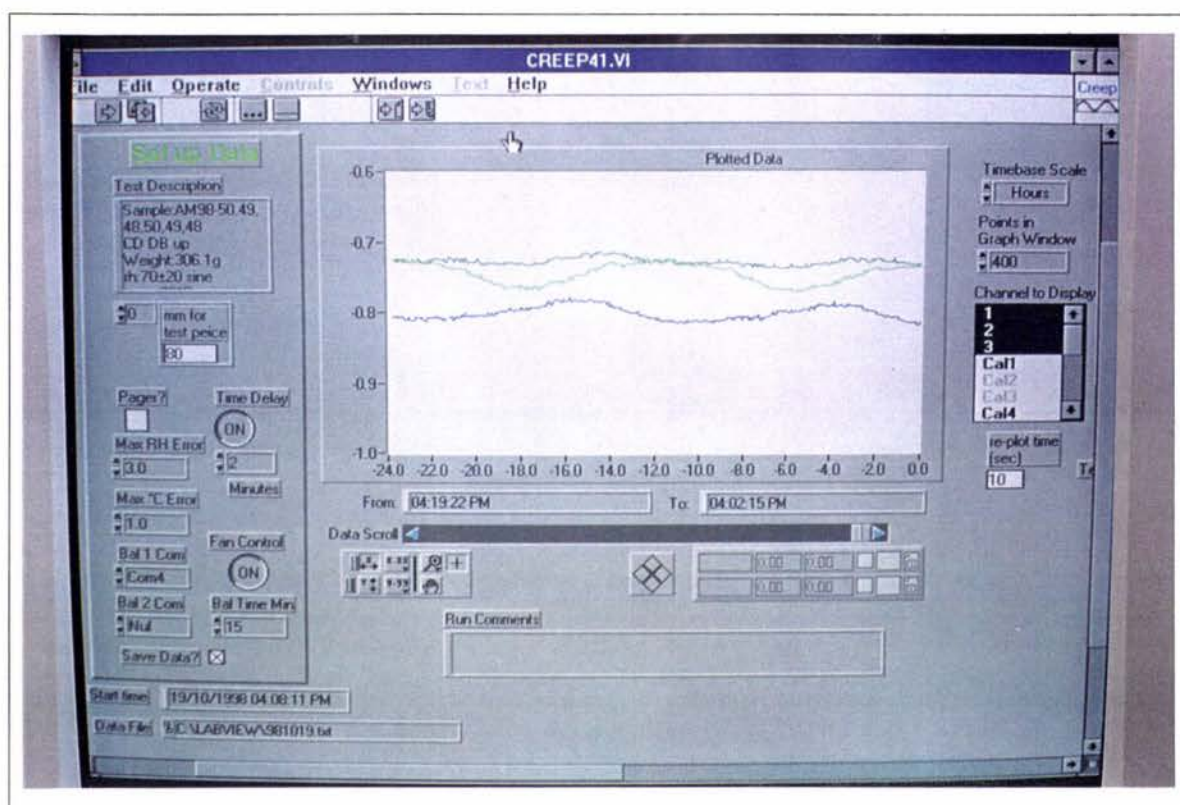 CREEP41.VI
File Edit Operate Controls Windows Text Help
Creep
Set up Data
Test Description
Sample:AM98-50,49,
48,50,49,48
CD DB up
Weight:306.1g
rh:70±20 sine
0
mm for
test peice
80
Pager?
Time Delay
ON
Max RH Error
3.0
2
Minutes
Max °C Error
1.0
Bal 1 Com
Com4
Fan Control
ON
Bal 2 Com
Nul
Bal Time Min
15
Save Data?
Start time
19/10/1998 04:08:11 PM
Data File
C:\LABVIEW\981019.txt
Plotted Data
-0.6
-0.7
-0.8
-0.9
-1.0
-24.0 -22.0 -20.0 -18.0 -16.0 -14.0 -12.0 -10.0 -8.0 -6.0 -4.0 -2.0 0.0
From: 04:19:22 PM To: 04:02:15 PM
Data Scroll
0.00 0.00
0.00 0.00
Run Comments
Timebase Scale
Hours
Points in
Graph Window
400
Channel to Display
1
2
3
Cal1
Cal2
Cal3
Cal4
re-plot time
(sec)
10